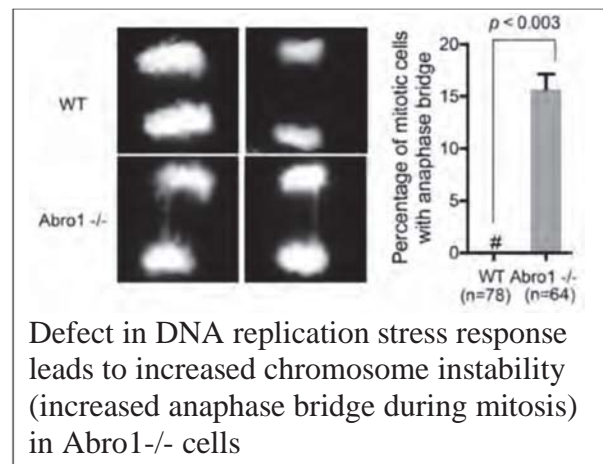 p < 0.003
20
15
10
5
0
Percentage of mitotic cells
with anaphase bridge
WT
Abro1 -/-
#
WT Abro1 -/-
(n=78) (n=64)
Defect in DNA replication stress response
leads to increased chromosome instability
(increased anaphase bridge during mitosis)
in Abro1-/- cells